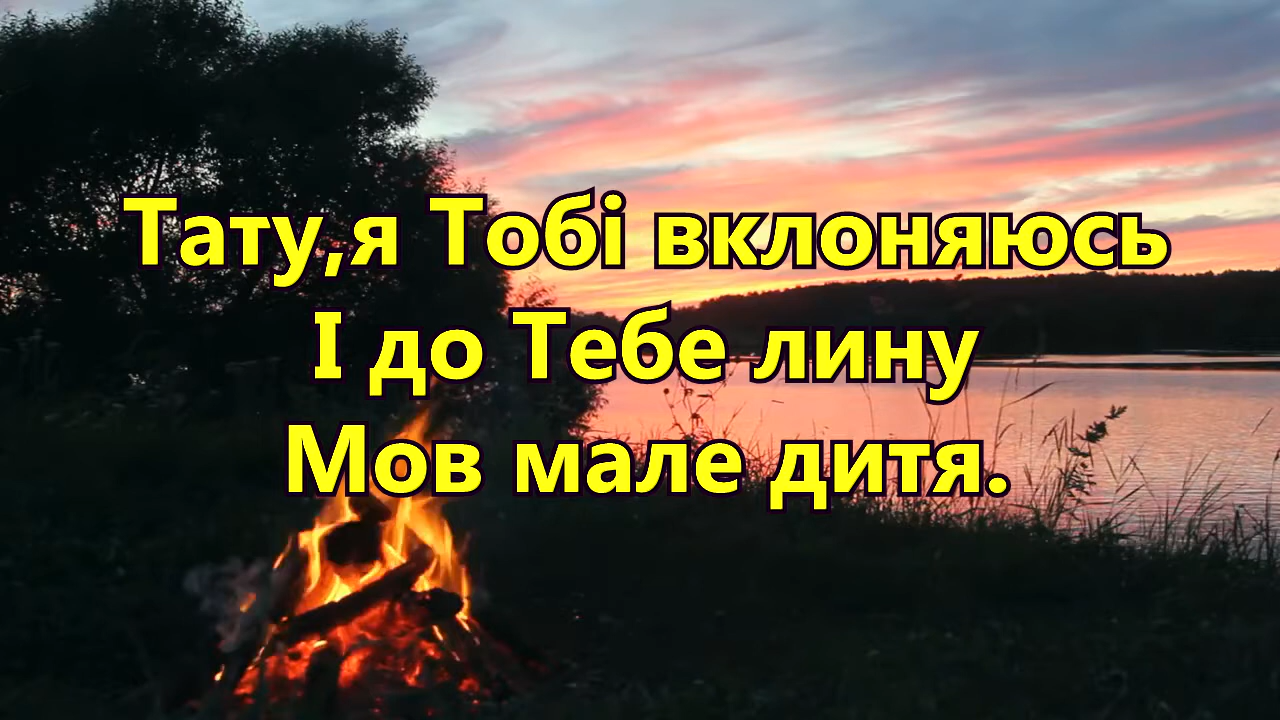 Тату,я Тобі вклоняюсь
І до Тебе лину
Мов мале дитя.